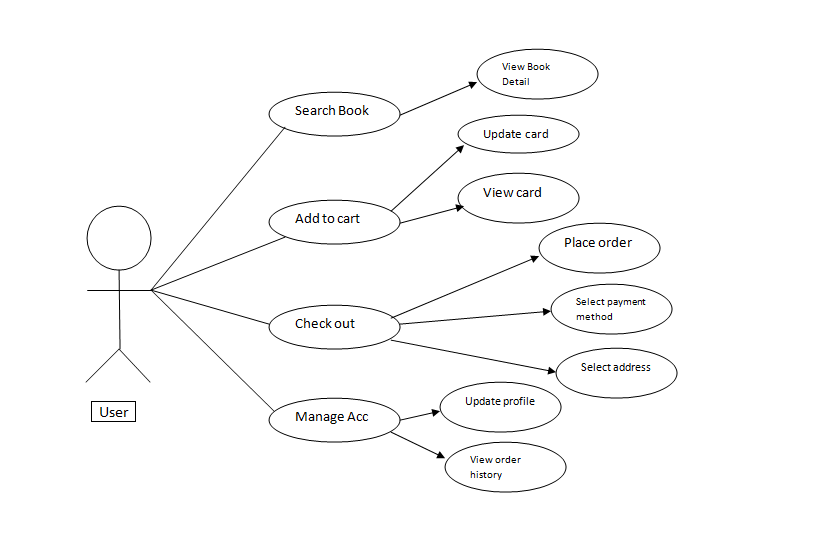 View Book
Detail
Search Book
Update card
View card
Add to cart
Place order
Select payment
method
Check out
Select address
Update profile
Manage Acc
User
View order
history